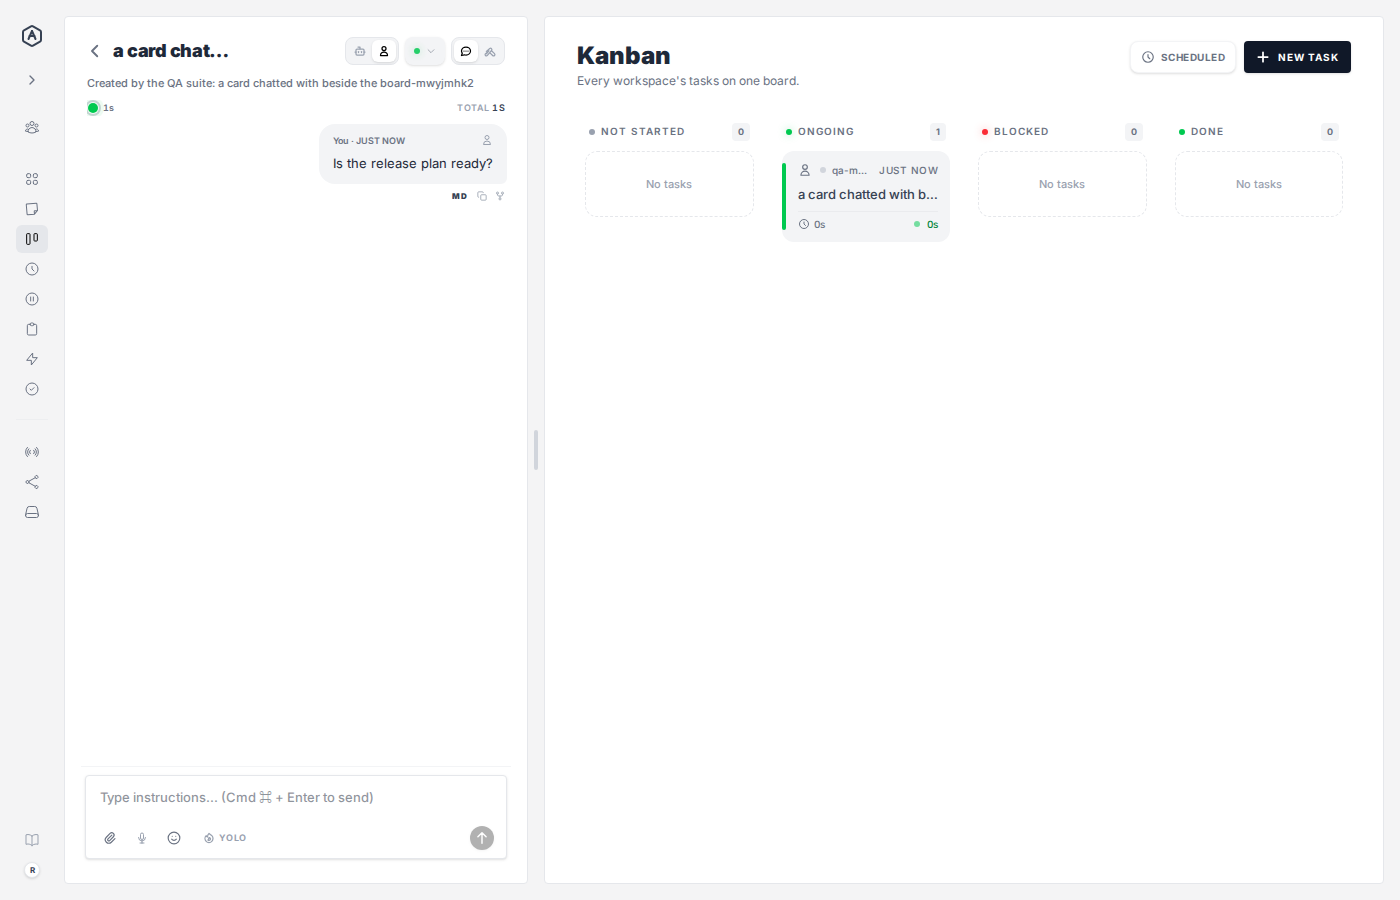 a card chat...
Created by the QA suite: a card chatted with beside the board-mwyjmhk2
1s
TOTAL 1S
You · JUST NOW
Is the release plan ready?
MD
Type instructions... (Cmd ⌘ + Enter to send)
YOLO
R
Kanban
Every workspace's tasks on one board.
SCHEDULED
NEW TASK
NOT STARTED 0
No tasks
ONGOING 1
qa-m... JUST NOW
a card chatted with b...
0s 0s
BLOCKED 0
No tasks
DONE 0
No tasks